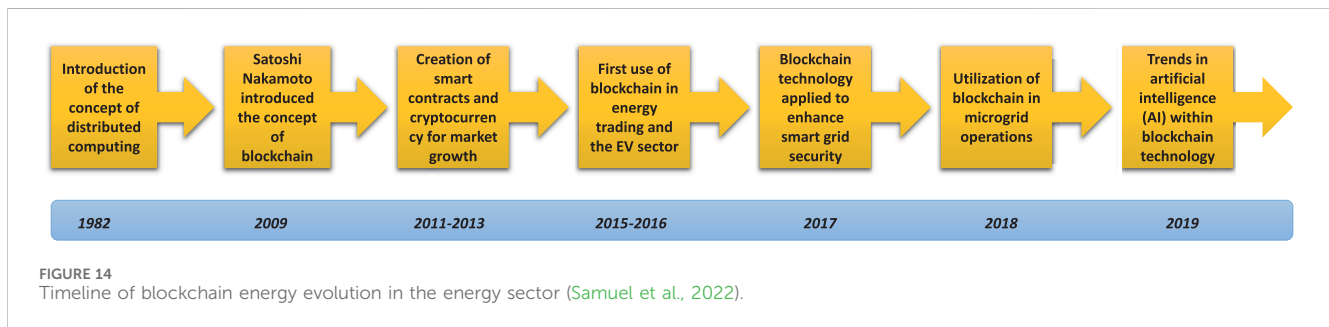 Introduction
of the
concept of
distributed
computing
Satoshi
Nakamoto
introduced
the concept
of
blockchain
Creation of
smart
contracts and
cryptocurren
cy for market
growth
First use of
blockchain in
energy
trading and
the EV sector
Blockchain
technology
applied to
enhance
smart grid
security
Utilization of
blockchain in
microgrid
operations
Trends in
artificial
intelligence
(AI) within
blockchain
technology
1982
2009
2011-2013
2015-2016
2017
2018
2019
FIGURE 14
Timeline of blockchain energy evolution in the energy sector (Samuel et al., 2022).